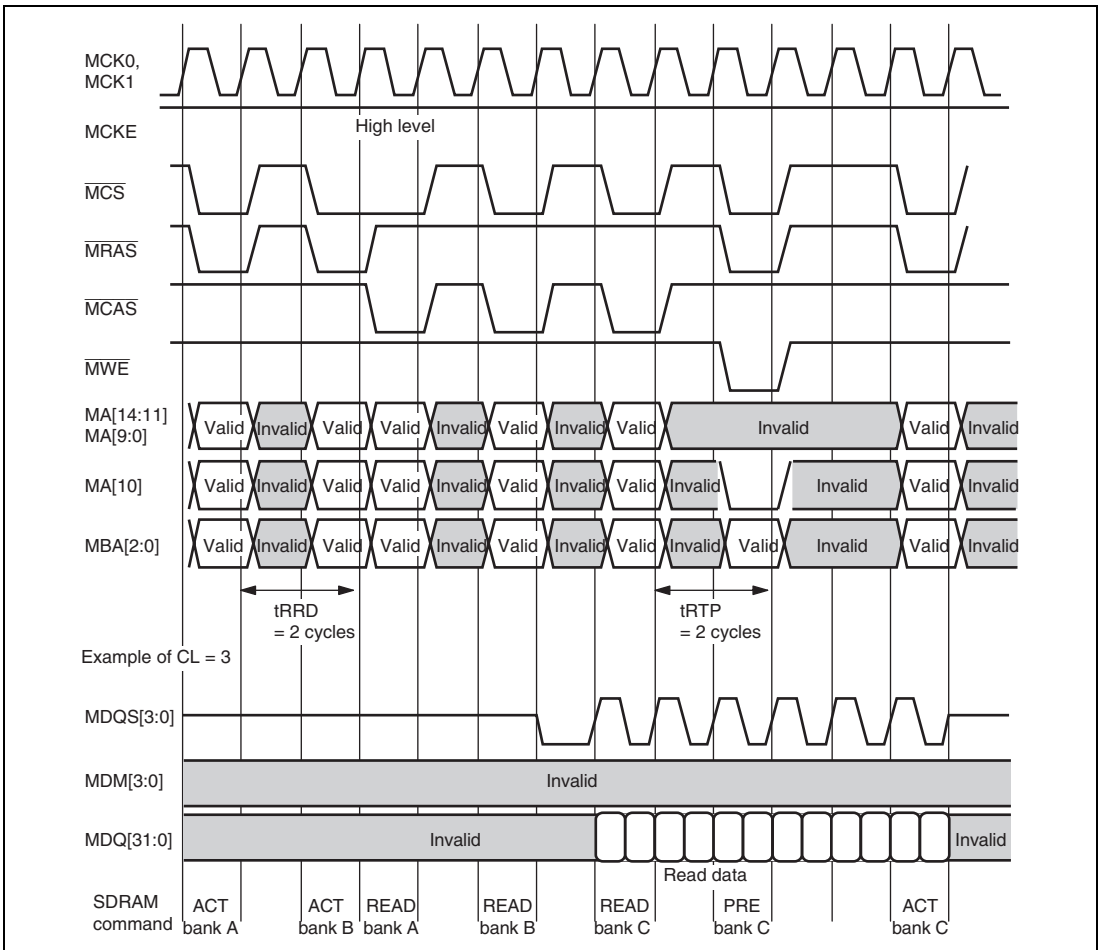 MCK0,
MCK1
MCKE
High level
MCS
MRAS
MCAS
MWE
MA[14:11]
MA[9:0]
Valid Invalid Valid Valid Invalid Valid Invalid Valid Invalid Valid Invalid
MA[10]
Valid Invalid Valid Valid Invalid Valid Invalid Valid Invalid Invalid Valid Invalid
MBA[2:0]
Valid Invalid Valid Valid Invalid Valid Invalid Valid Invalid Valid Invalid Valid Invalid
tRRD
= 2 cycles
tRTP
= 2 cycles
Example of CL = 3
MDQS[3:0]
MDM[3:0]
Invalid
MDQ[31:0]
Invalid
Invalid
Read data
SDRAM
command
ACT
bank A
ACT
bank B
READ
bank A
READ
bank B
READ
bank C
PRE
bank C
ACT
bank C